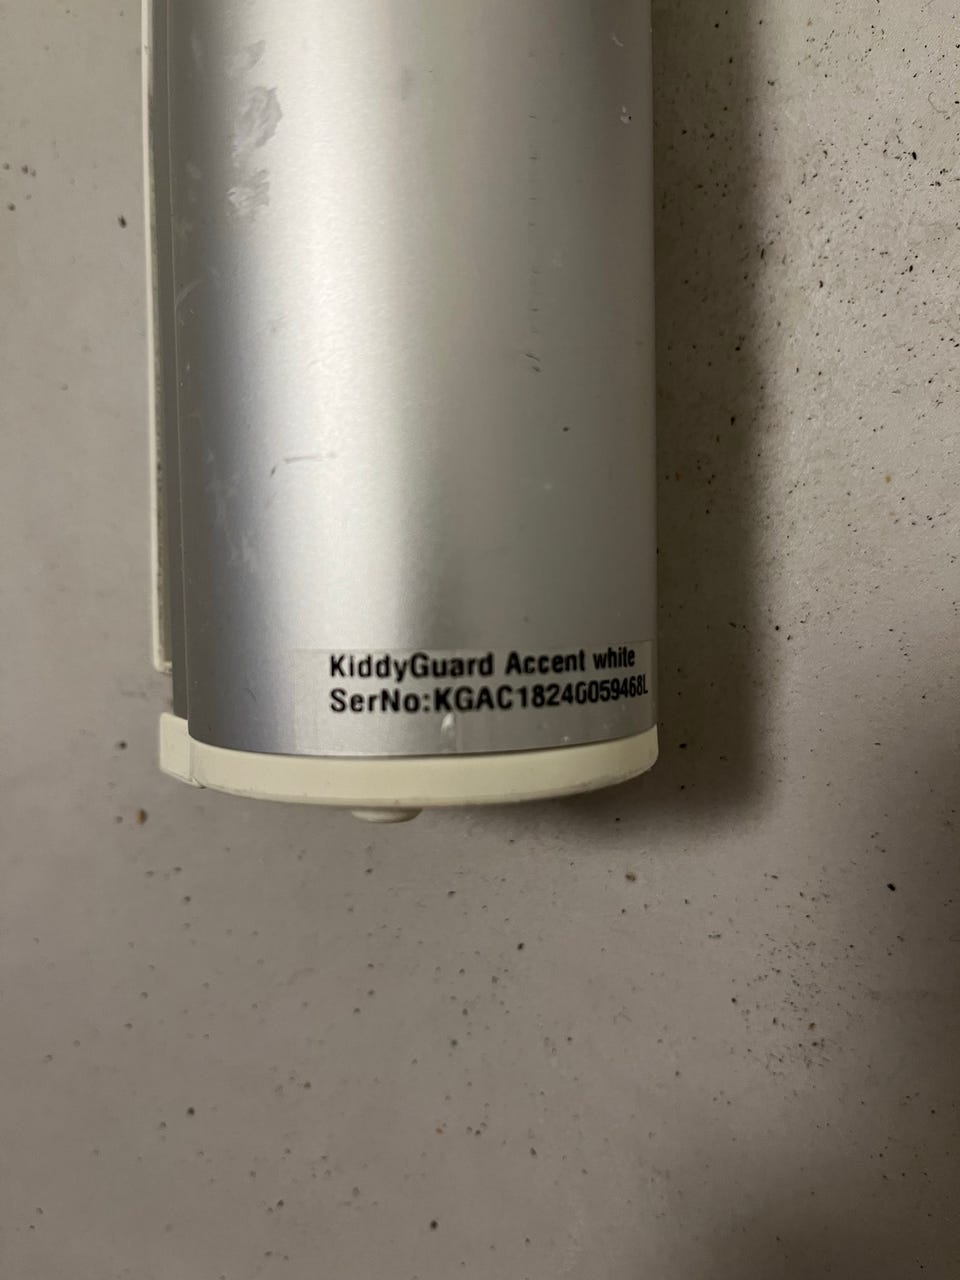 KiddyGuard Accent white
SerNo:KGAC1824G059468L